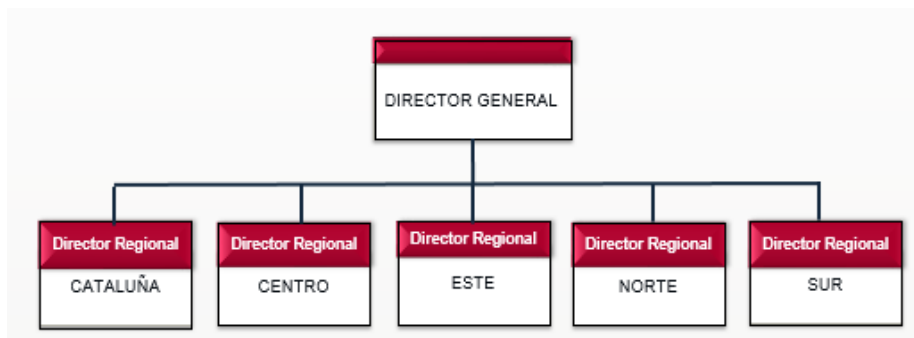 DIRECTOR GENERAL
Director Regional
CATALUÑA
Director Regional
CENTRO
Director Regional
ESTE
Director Regional
NORTE
Director Regional
SUR